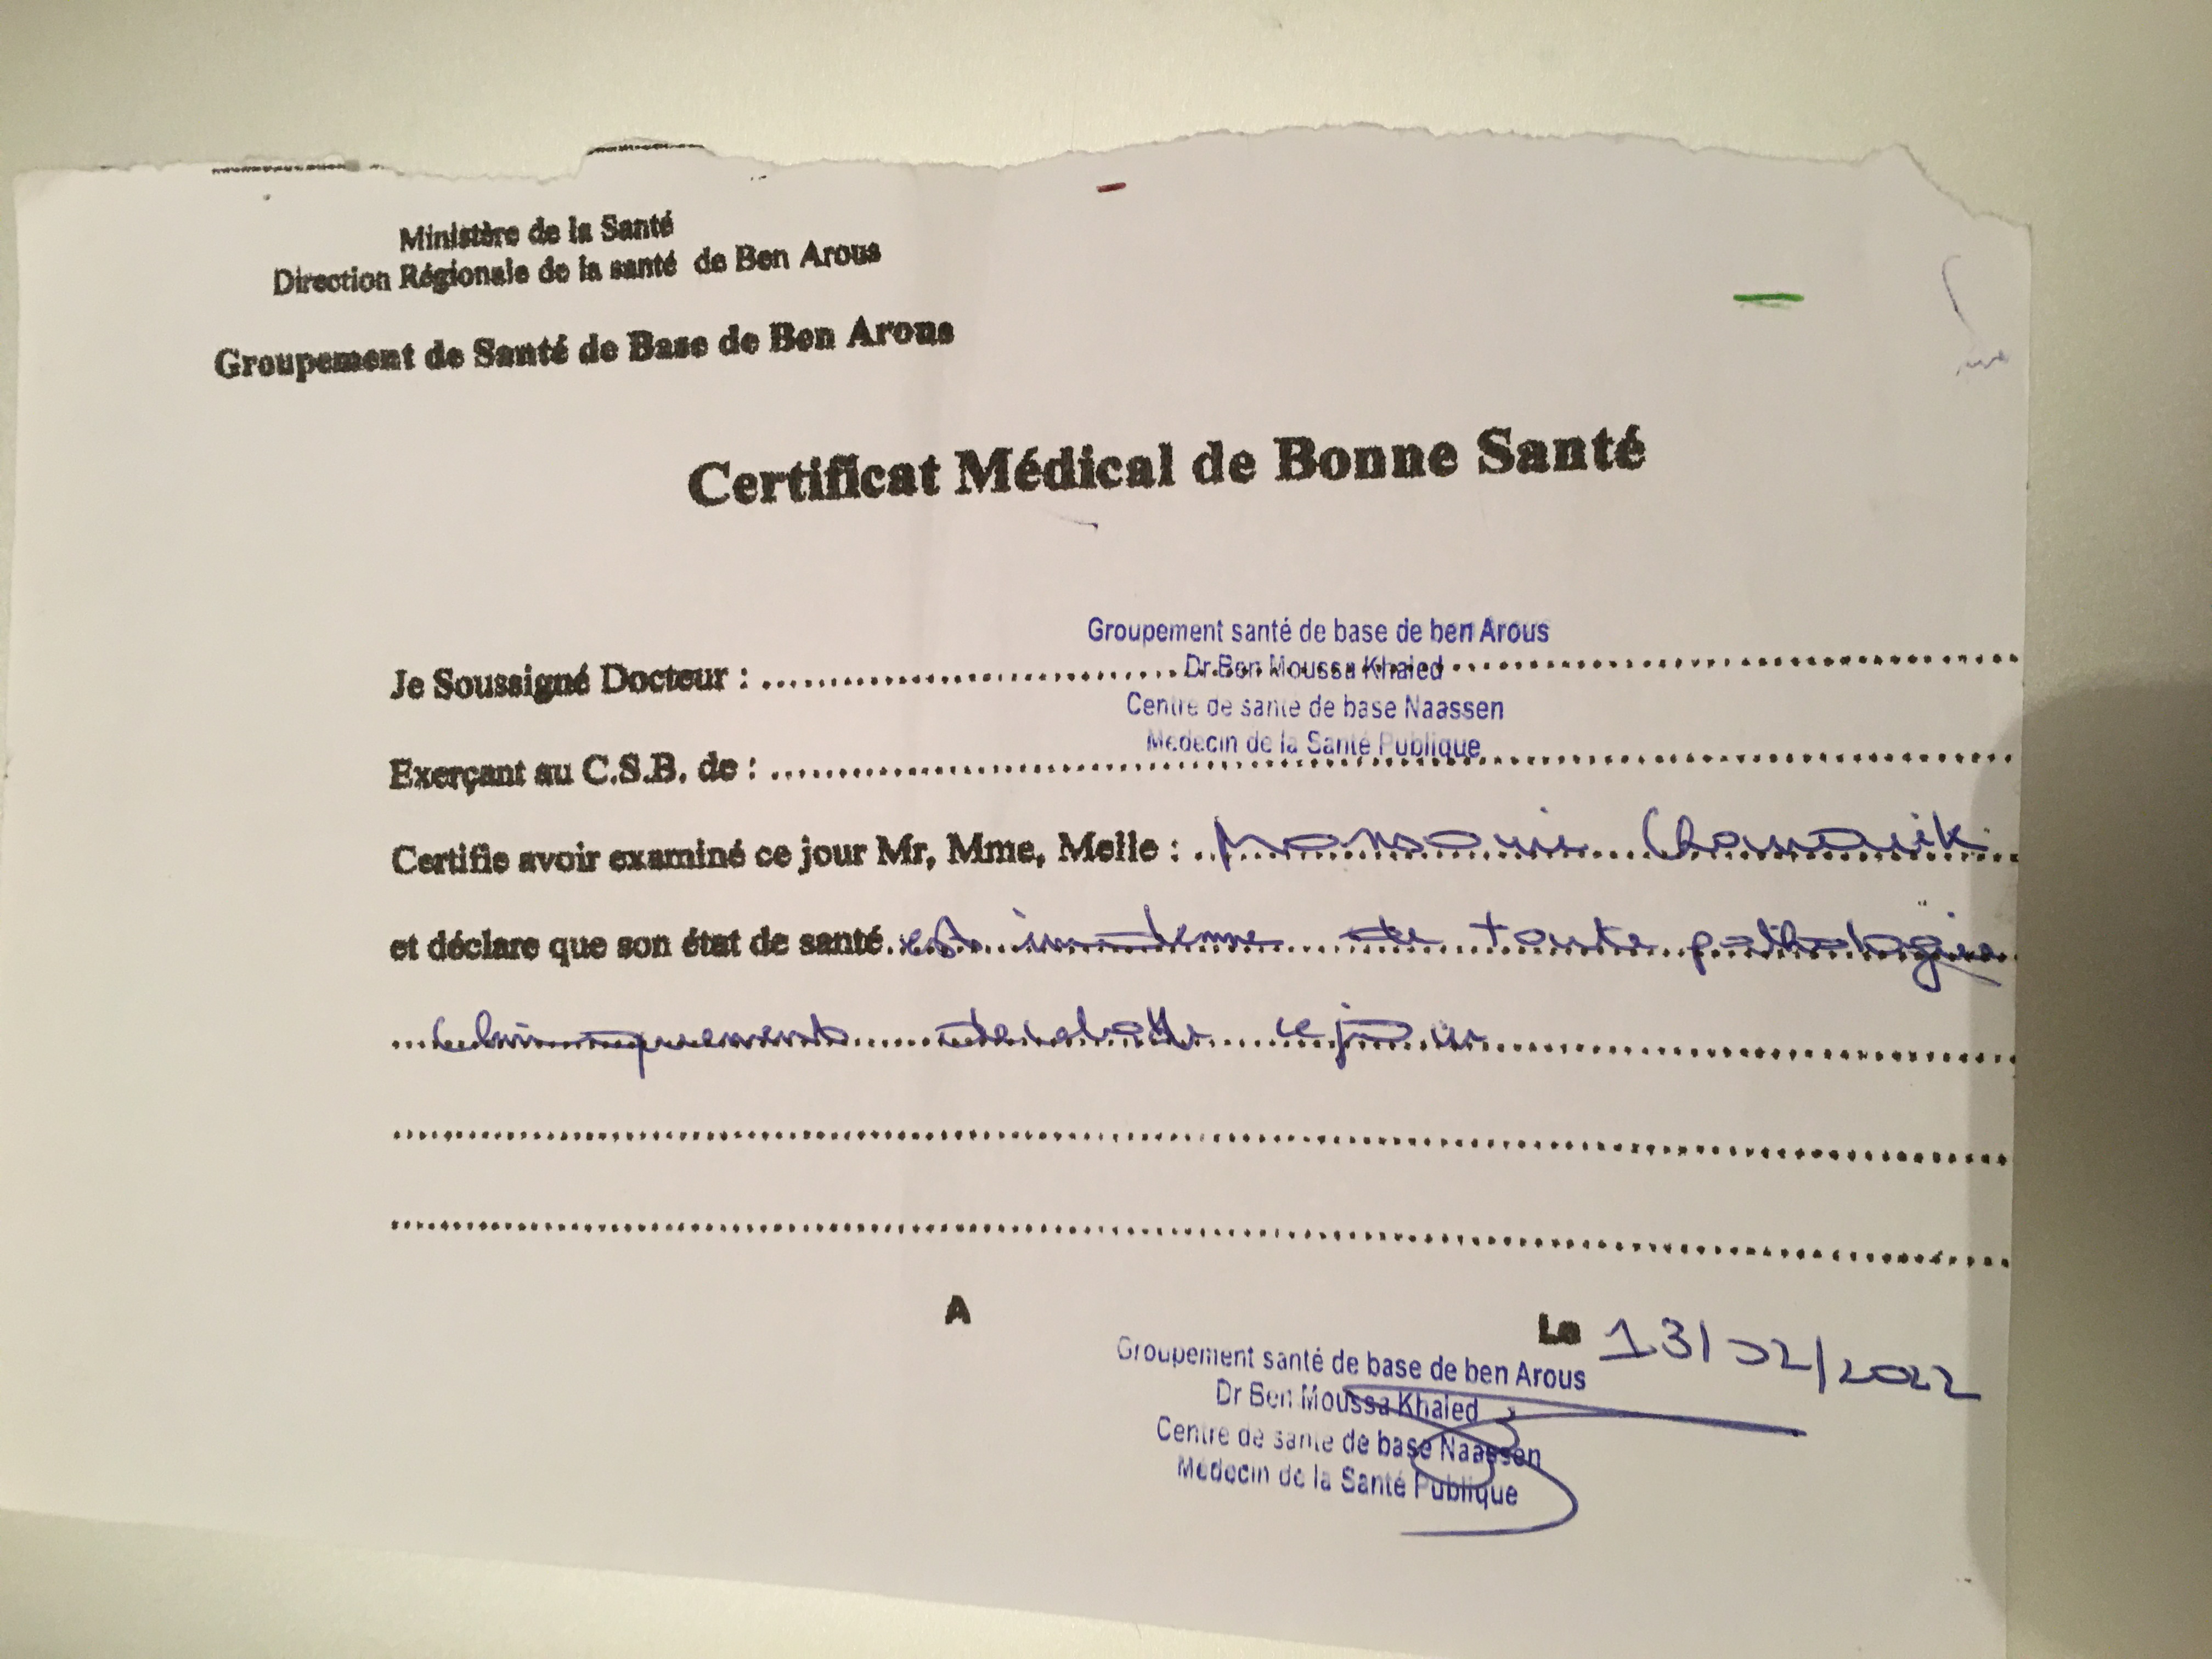 Ministère de la Santé
Direction Régionale de la santé de Ben Arous
Groupement de Santé de Base de Ben Arous
Certificat Médical de Bonne Santé
Groupement santé de base de ben Arous
Je Soussigné Docteur : Dr Ben Moussa Khaled
Centre de santé de base Naassen
Médecin de la Santé Publique
Exerçant au C.S.B. de :
Certifie avoir examiné ce jour Mr, Mme, Melle :
et déclare que son état de santé est indemne de toute pathologie
cliniquement décelable ce jour
A
Le 13/02/2022
Groupement santé de base de ben Arous
Dr Ben Moussa Khaled
Centre de santé de base Naassen
Médecin de la Santé Publique